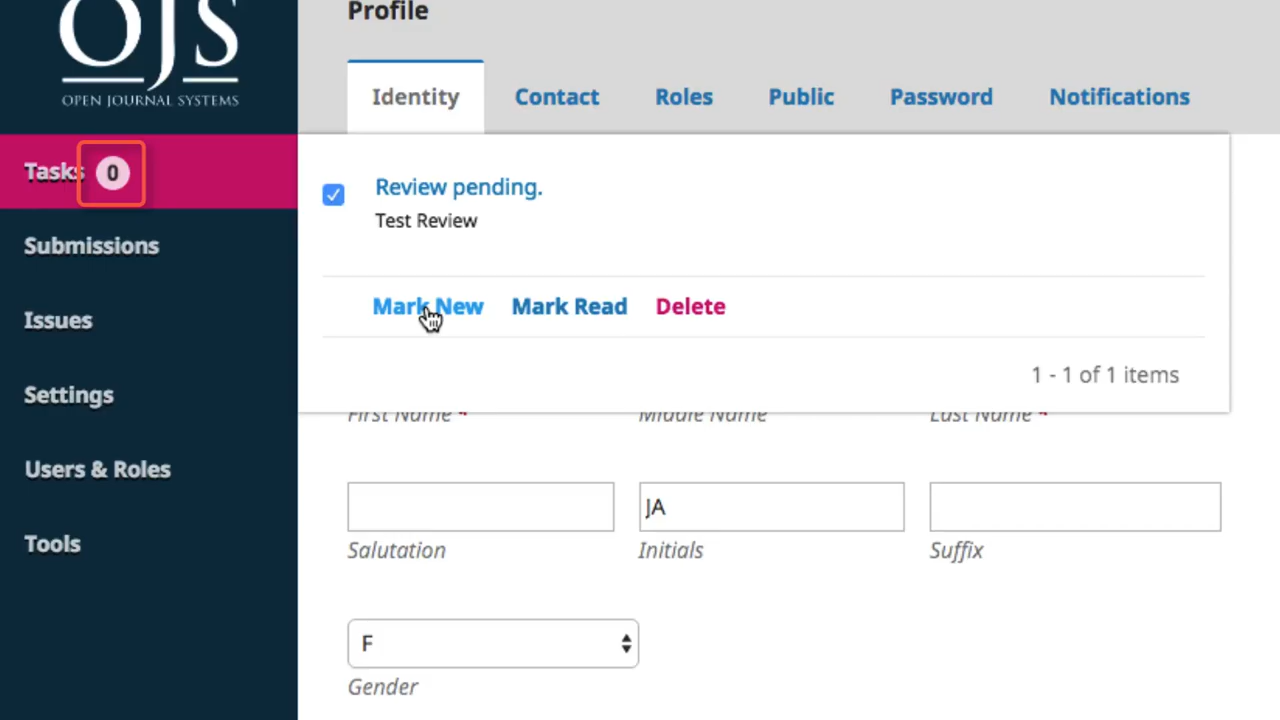 Profile
OJS
OPEN JOURNAL SYSTEMS
Identity
Contact
Roles
Public
Password
Notifications
Tasks 0
Review pending.
Test Review
Submissions
Mark New
Mark Read
Delete
Issues
1 - 1 of 1 items
Settings
First Name *
Middle Name
Last Name *
Users & Roles
JA
Salutation
Initials
Suffix
Tools
F
Gender